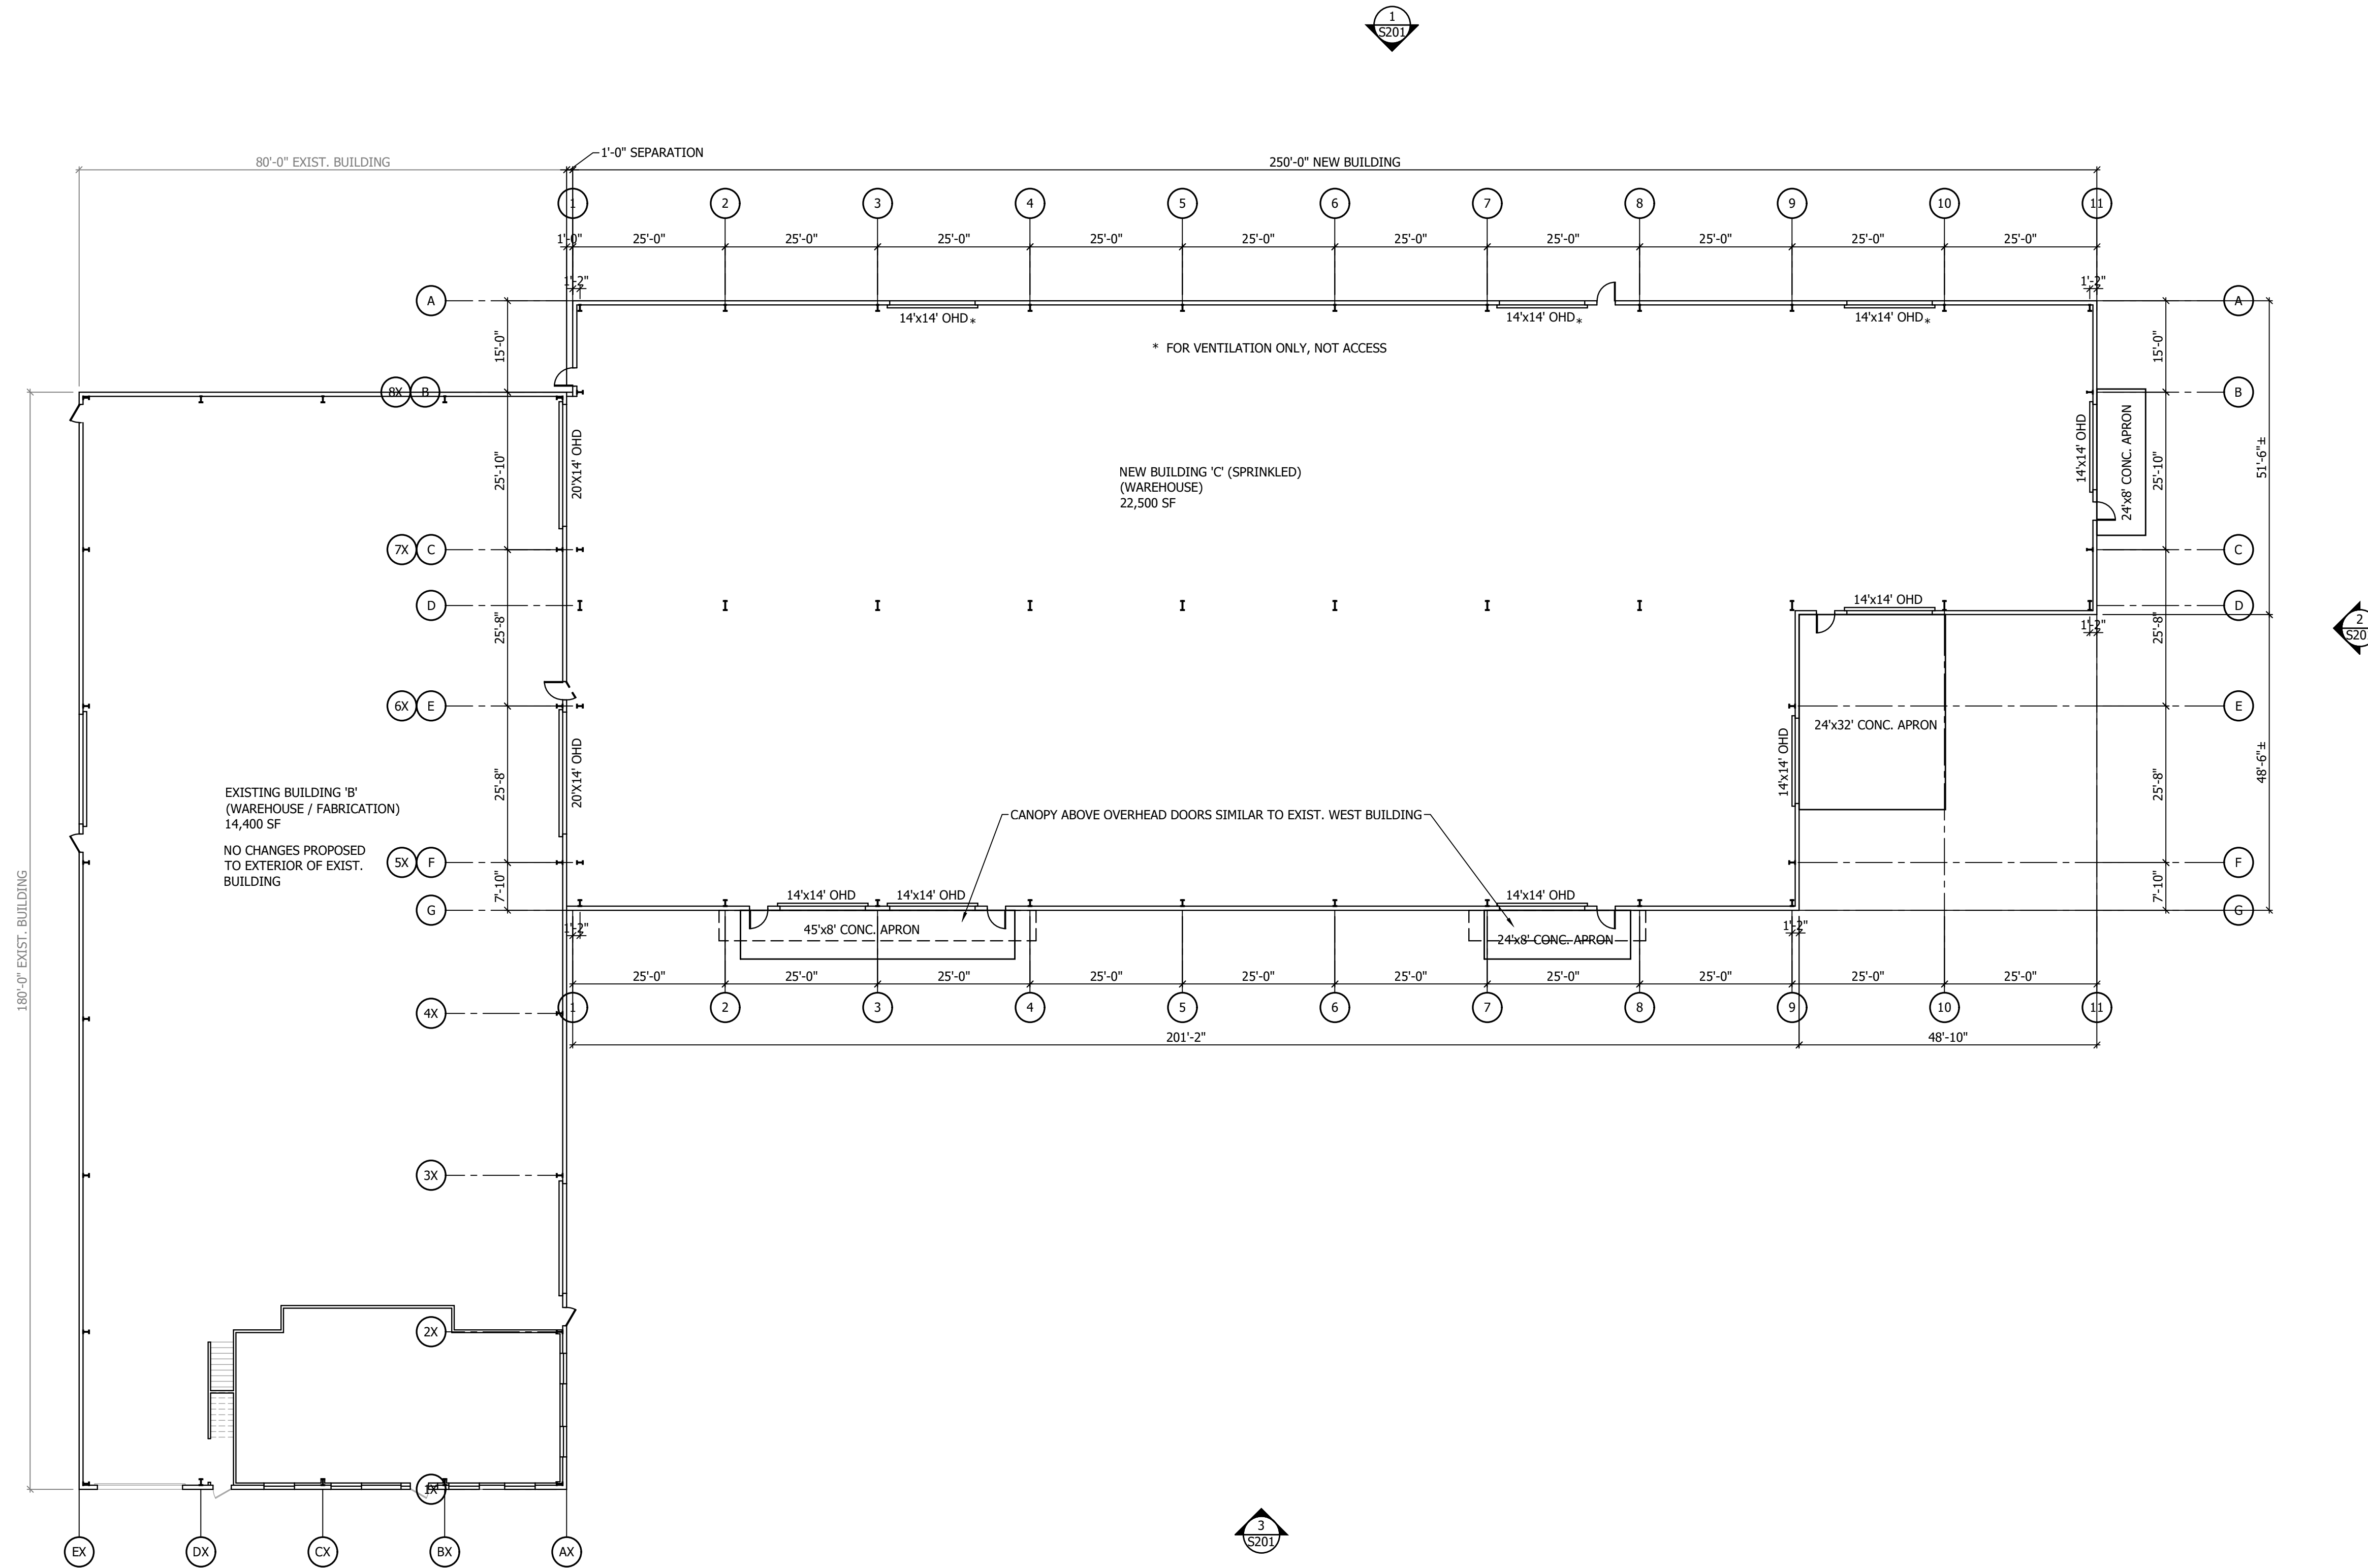 1
S201
1'-0" SEPARATION
80'-0" EXIST. BUILDING
250'-0" NEW BUILDING
1
2
3
4
5
6
7
8
9
10
11
1'-0"
25'-0"
25'-0"
25'-0"
25'-0"
25'-0"
25'-0"
25'-0"
25'-0"
25'-0"
25'-0"
1'-2"
1'-2"
A
A
14'x14' OHD*
14'x14' OHD*
14'x14' OHD*
15'-0"
15'-0"
* FOR VENTILATION ONLY, NOT ACCESS
8X
B
B
20'X14' OHD
14'x14' OHD
24'x8' CONC. APRON
25'-10"
25'-10"
51'-6"±
NEW BUILDING 'C' (SPRINKLED)
(WAREHOUSE)
22,500 SF
7X
C
C
D
14'x14' OHD
D
25'-8"
1'-2"
25'-8"
2
S201
6X
E
E
24'x32' CONC. APRON
20'X14' OHD
14'x14' OHD
25'-8"
25'-8"
48'-6"±
EXISTING BUILDING 'B'
(WAREHOUSE / FABRICATION)
14,400 SF
NO CHANGES PROPOSED
TO EXTERIOR OF EXIST.
BUILDING
CANOPY ABOVE OVERHEAD DOORS SIMILAR TO EXIST. WEST BUILDING
5X
F
F
7'-10"
7'-10"
14'x14' OHD
14'x14' OHD
14'x14' OHD
G
G
1'-2"
45'x8' CONC. APRON
24'x8' CONC. APRON
1'-2"
180'-0" EXIST. BUILDING
25'-0"
25'-0"
25'-0"
25'-0"
25'-0"
25'-0"
25'-0"
25'-0"
25'-0"
25'-0"
4X
1
2
3
4
5
6
7
8
9
10
11
201'-2"
48'-10"
3X
2X
1X
3
S201
EX
DX
CX
BX
AX